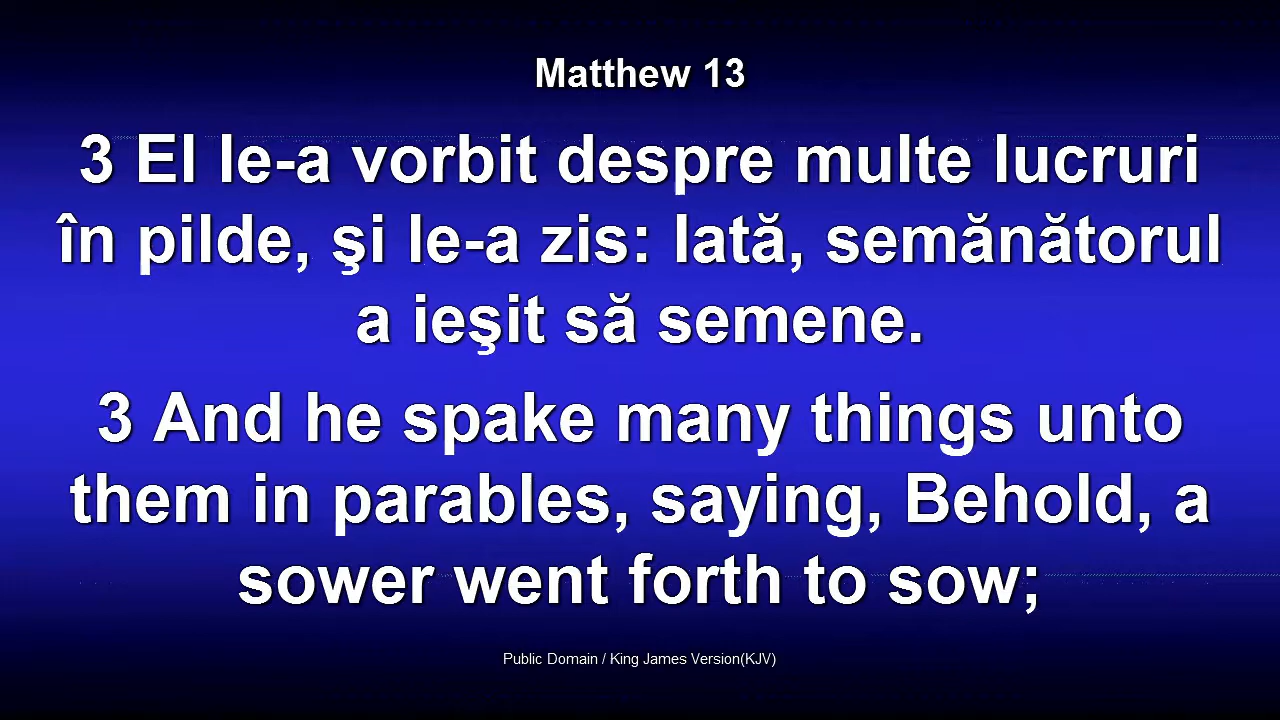 Matthew 13
3 El le-a vorbit despre multe lucruri
în pilde, şi le-a zis: Iată, semănătorul
a ieşit să semene.
3 And he spake many things unto
them in parables, saying, Behold, a
sower went forth to sow;
Public Domain / King James Version(KJV)